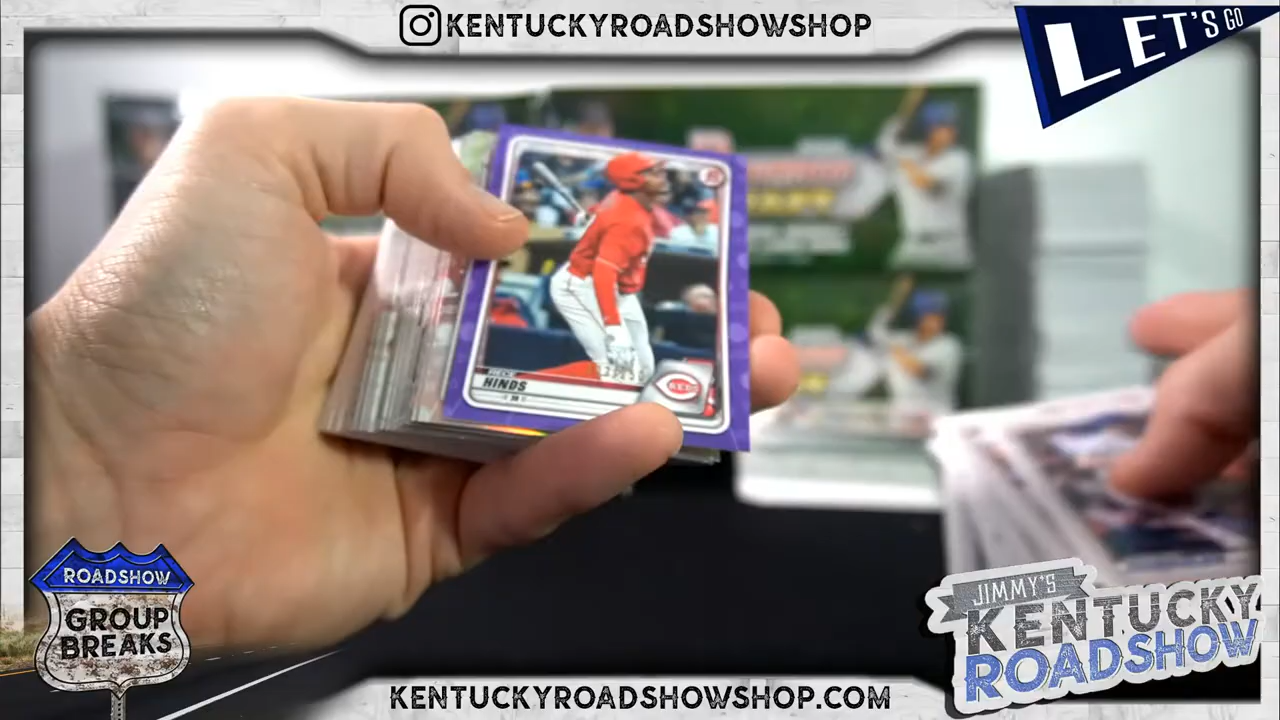 KENTUCKYROADSHOWSHOP
LET'S GO
HINDS
REDS
ROADSHOW
GROUP
BREAKS
JIMMY'S
KENTUCKY
ROADSHOW
KENTUCKYROADSHOWSHOP.COM